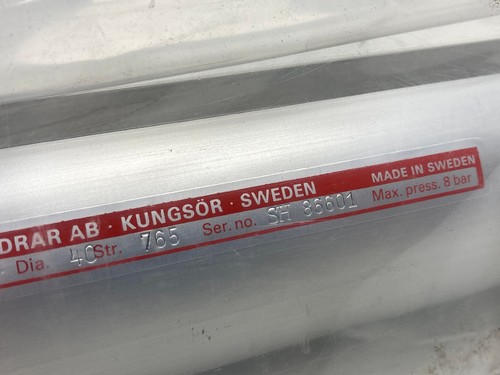 DRAR AB · KUNGSÖR · SWEDEN
MADE IN SWEDEN
Dia. 40 Str. 765 Ser. no. SH 86601 Max. press. 8 bar